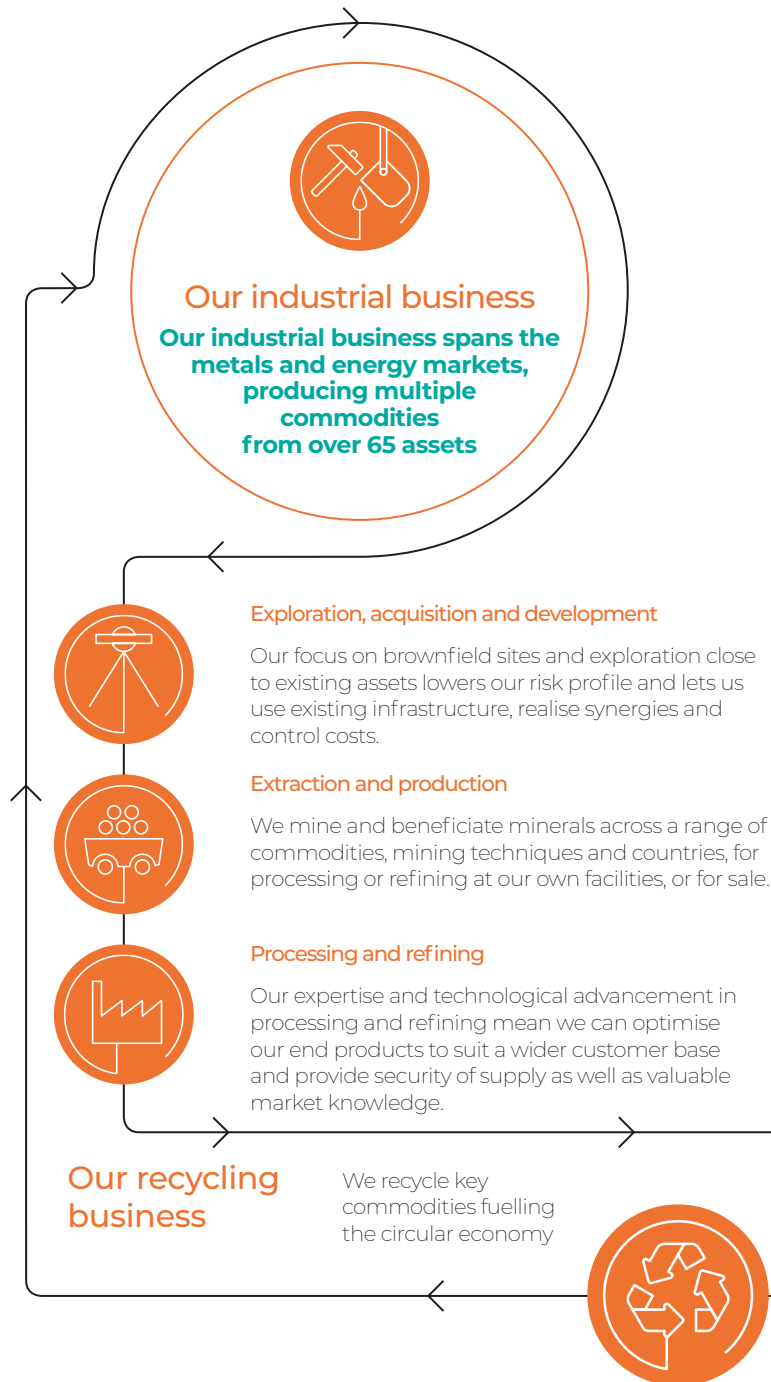 Our industrial business
Our industrial business spans the
metals and energy markets,
producing multiple
commodities
from over 65 assets
Exploration, acquisition and development
Our focus on brownfield sites and exploration close
to existing assets lowers our risk profile and lets us
use existing infrastructure, realise synergies and
control costs.
Extraction and production
We mine and beneficiate minerals across a range of
commodities, mining techniques and countries, for
processing or refining at our own facilities, or for sale.
Processing and refining
Our expertise and technological advancement in
processing and refining mean we can optimise
our end products to suit a wider customer base
and provide security of supply as well as valuable
market knowledge.
Our recycling
business
We recycle key
commodities fuelling
the circular economy